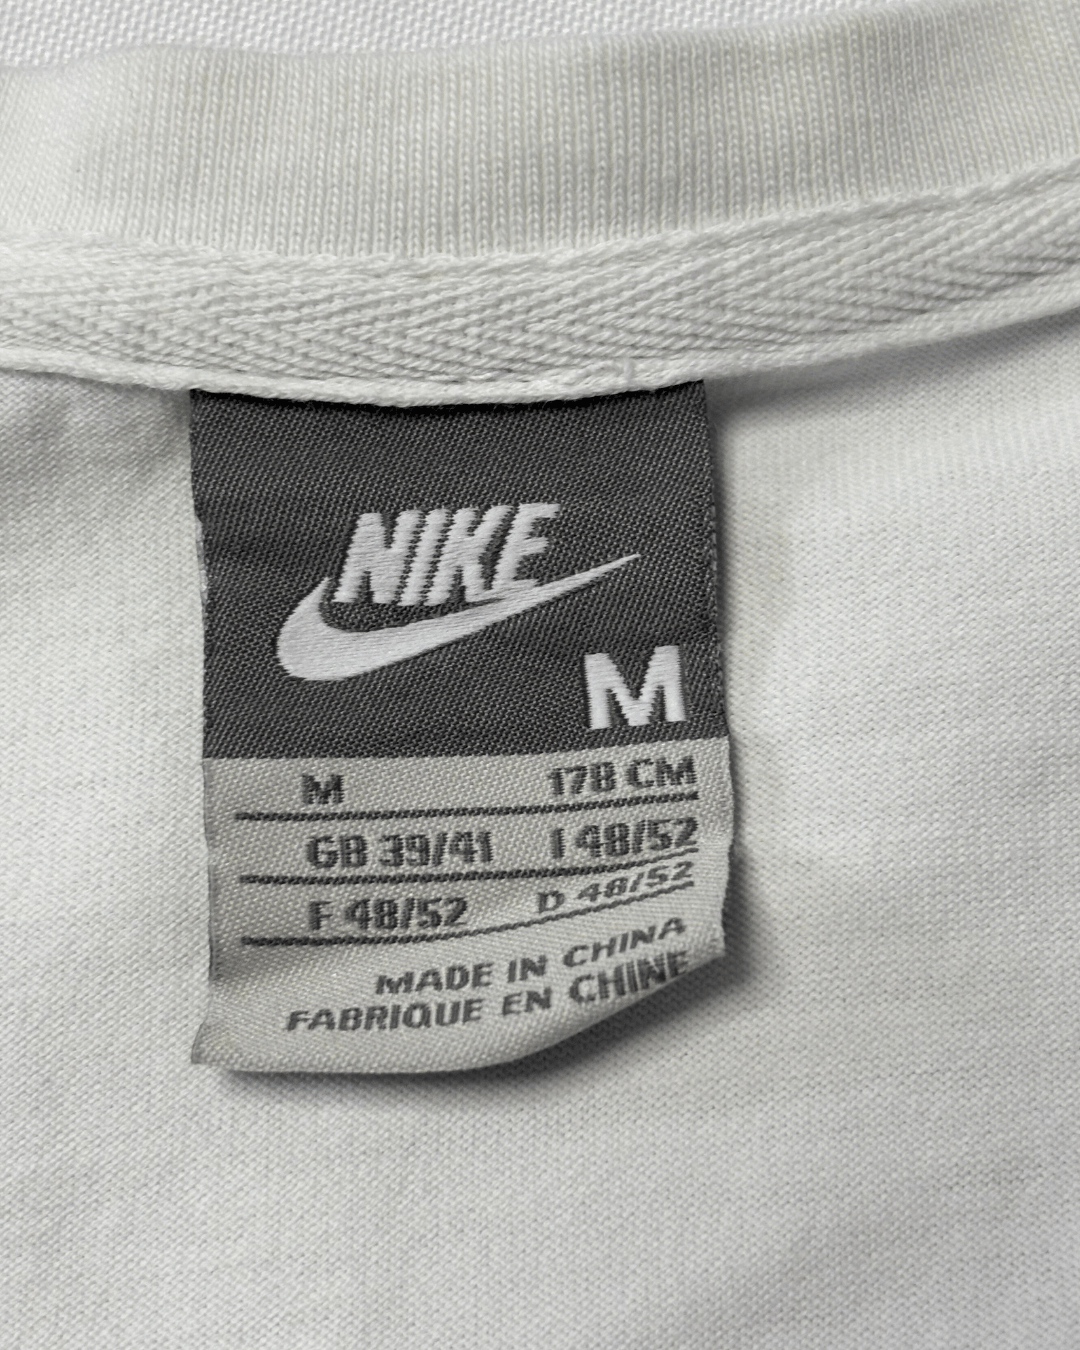 NIKE
M
M 178 CM
GB 39/41 I 48/52
F 48/52 D 48/52
MADE IN CHINA
FABRIQUE EN CHINE